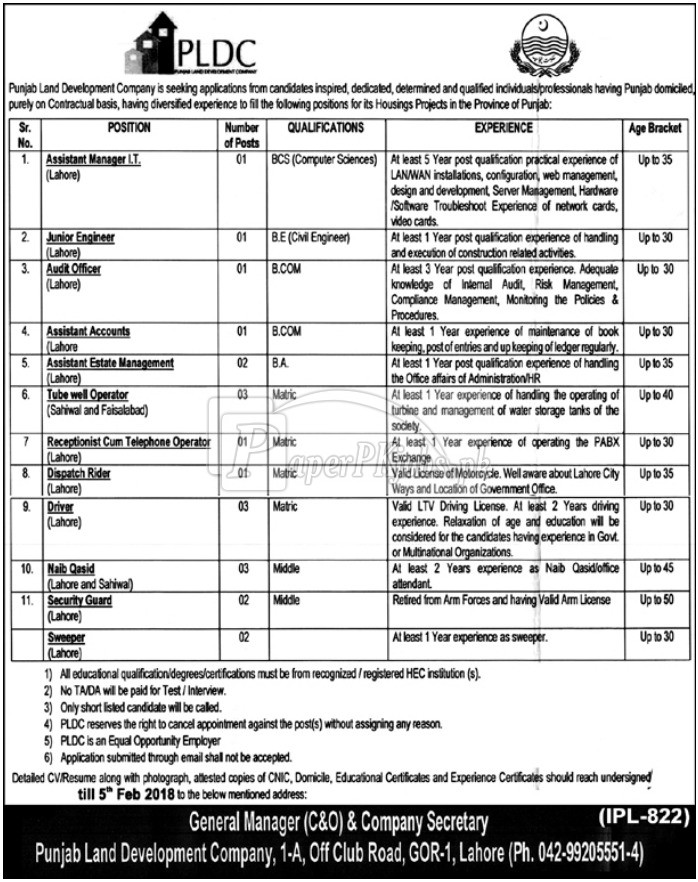 PLDC
PUNJAB LAND DEVELOPMENT COMPANY
Punjab Land Development Company is seeking applications from candidates inspired, dedicated, determined and qualified individuals/professionals having Punjab domiciled,
purely on Contractual basis, having diversified experience to fill the following positions for its Housings Projects in the Province of Punjab:
Sr. No. POSITION Number of Posts QUALIFICATIONS EXPERIENCE Age Bracket
1. Assistant Manager I.T. 01 BCS (Computer Sciences) At least 5 Year post qualification practical experience of Up to 35
(Lahore) LAN/WAN installations, configuration, web management,
design and development, Server Management, Hardware
/Software Troubleshoot Experience of network cards,
video cards.
2. Junior Engineer 01 B.E (Civil Engineer) At least 1 Year post qualification experience of handling Up to 30
(Lahore) and execution of construction related activities.
3. Audit Officer 01 B.COM At least 3 Year post qualification experience. Adequate Up to 30
(Lahore) knowledge of Internal Audit, Risk Management,
Compliance Management, Monitoring the Policies &
Procedures.
4. Assistant Accounts 01 B.COM At least 1 Year experience of maintenance of book Up to 30
(Lahore keeping, post of entries and up keeping of ledger regularly.
5. Assistant Estate Management 02 B.A. At least 1 Year post qualification experience of handling Up to 35
(Lahore) the Office affairs of Administration/HR
6. Tube well Operator 03 Matric At least 1 Year experience of handling the operating of Up to 40
(Sahiwal and Faisalabad) turbine and management of water storage tanks of the
society.
7 Receptionist Cum Telephone Operator 01 Matric At least 1 Year experience of operating the PABX Up to 30
(Lahore) Exchange.
8. Dispatch Rider 01 Matric Valid License of Motorcycle. Well aware about Lahore City Up to 35
(Lahore) Ways and Location of Government Office.
9. Driver 03 Matric Valid LTV Driving License. At least 2 Years driving Up to 30
(Lahore) experience. Relaxation of age and education will be
considered for the candidates having experience in Govt.
or Multinational Organizations.
10. Naib Qasid 03 Middle At least 2 Years experience as Naib Qasid/office Up to 45
(Lahore and Sahiwal) attendant.
11. Security Guard 02 Middle Retired from Arm Forces and having Valid Arm License Up to 50
(Lahore)
Sweeper 02 At least 1 Year experience as sweeper. Up to 30
(Lahore)
PaperPkads.pk
1) All educational qualification/degrees/certifications must be from recognized / registered HEC institution (s).
2) No TA/DA will be paid for Test / Interview.
3) Only short listed candidate will be called.
4) PLDC reserves the right to cancel appointment against the post(s) without assigning any reason.
5) PLDC is an Equal Opportunity Employer
6) Application submitted through email shall not be accepted.
Detailed CV/Resume along with photograph, attested copies of CNIC, Domicile, Educational Certificates and Experience Certificates should reach undersigned
till 5th Feb 2018 to the below mentioned address:
General Manager (C&O) & Company Secretary (IPL-822)
Punjab Land Development Company, 1-A, Off Club Road, GOR-1, Lahore (Ph. 042-99205551-4)